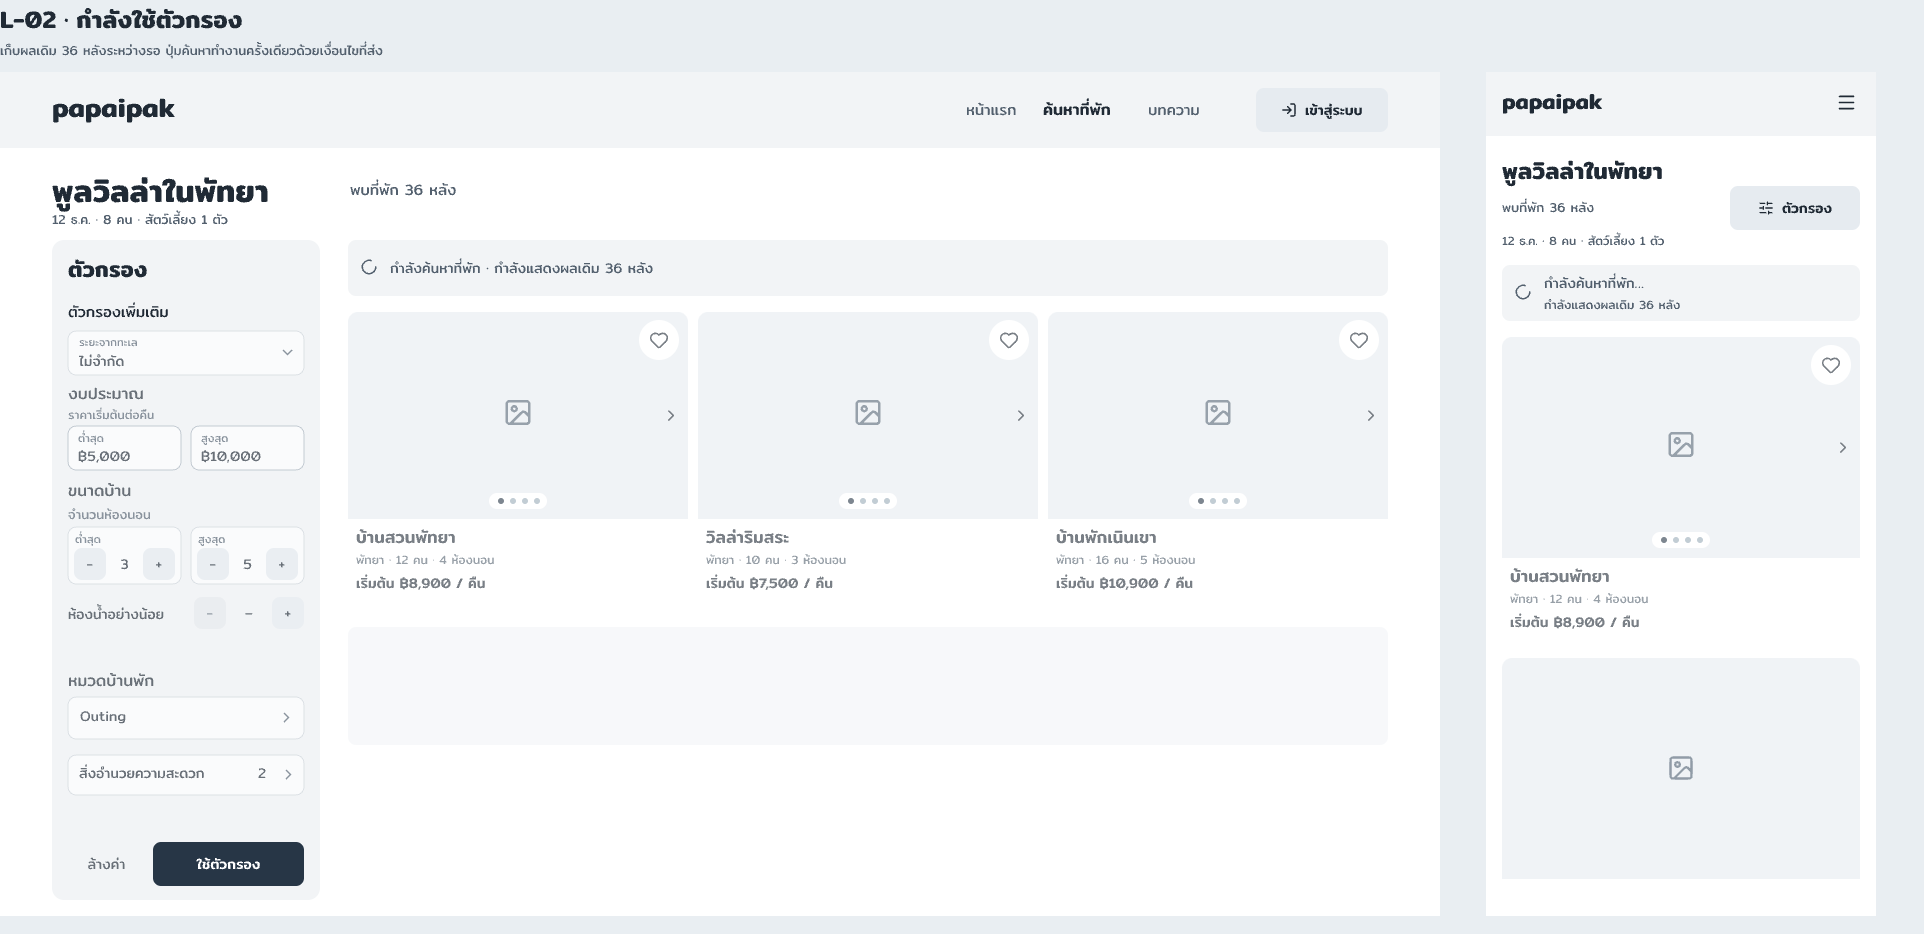 L-02 · กำลังใช้ตัวกรอง
เก็บผลเดิม 36 หลังระหว่างรอ ปุ่มค้นหาทำงานครั้งเดียวด้วยเงื่อนไขที่ส่ง
papaipak
หน้าแรก
ค้นหาที่พัก
บทความ
เข้าสู่ระบบ
พูลวิลล่าในพัทยา
12 ธ.ค. · 8 คน · สัตว์เลี้ยง 1 ตัว
พบที่พัก 36 หลัง
ตัวกรอง
ตัวกรองเพิ่มเติม
ระยะจากทะเล
ไม่จำกัด
งบประมาณ
ราคาเริ่มต้นต่อคืน
ต่ำสุด
฿5,000
สูงสุด
฿10,000
ขนาดบ้าน
จำนวนห้องนอน
ต่ำสุด
- 3 +
สูงสุด
- 5 +
ห้องน้ำอย่างน้อย - – +
หมวดบ้านพัก
Outing
สิ่งอำนวยความสะดวก 2
ล้างค่า
ใช้ตัวกรอง
กำลังค้นหาที่พัก · กำลังแสดงผลเดิม 36 หลัง
บ้านสวนพัทยา
พัทยา · 12 คน · 4 ห้องนอน
เริ่มต้น ฿8,900 / คืน
วิลล่าริมสระ
พัทยา · 10 คน · 3 ห้องนอน
เริ่มต้น ฿7,500 / คืน
บ้านพักเนินเขา
พัทยา · 16 คน · 5 ห้องนอน
เริ่มต้น ฿10,900 / คืน
papaipak
พูลวิลล่าในพัทยา
พบที่พัก 36 หลัง
ตัวกรอง
12 ธ.ค. · 8 คน · สัตว์เลี้ยง 1 ตัว
กำลังค้นหาที่พัก...
กำลังแสดงผลเดิม 36 หลัง
บ้านสวนพัทยา
พัทยา · 12 คน · 4 ห้องนอน
เริ่มต้น ฿8,900 / คืน